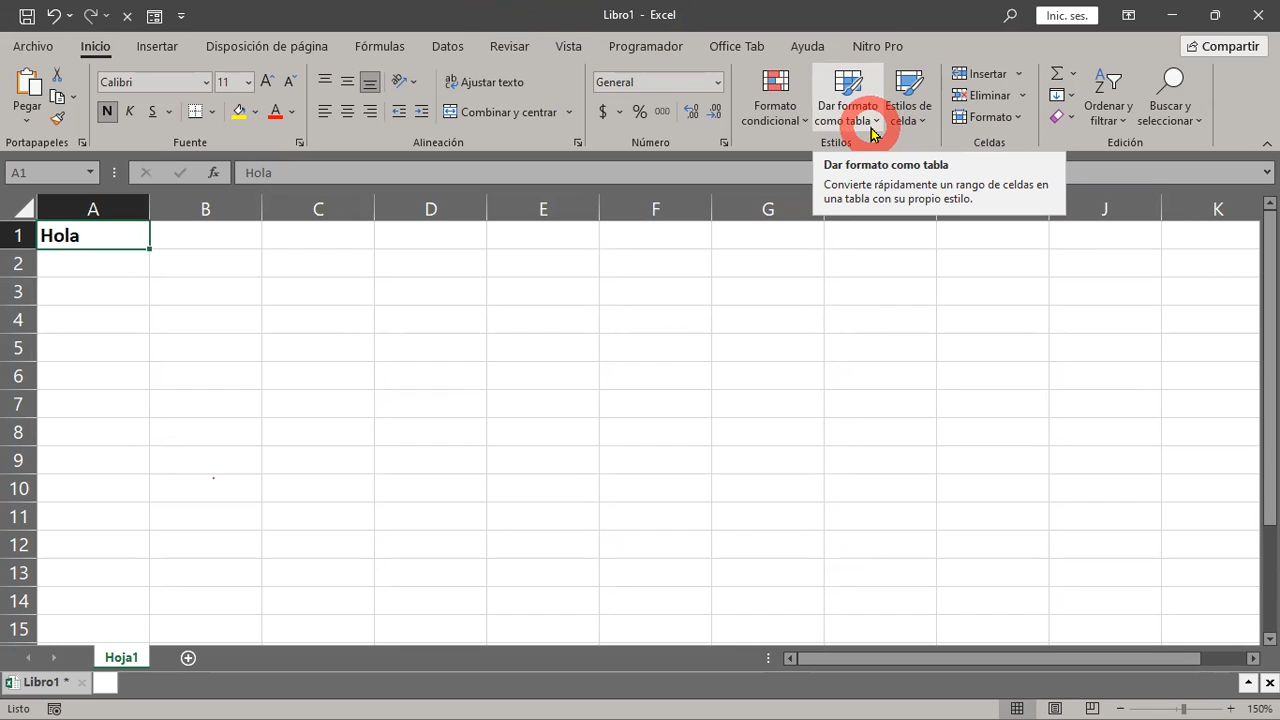 Libro1 - Excel
Inic. ses.
Archivo Inicio Insertar Disposición de página Fórmulas Datos Revisar Vista Programador Office Tab Ayuda Nitro Pro Compartir
Pegar
Portapapeles
Calibri 11
N K S
Fuente
Ajustar texto
Combinar y centrar
Alineación
General
$ % 000
Número
Formato condicional
Dar formato como tabla
Estilos de celda
Estilos
Insertar
Eliminar
Formato
Celdas
Ordenar y filtrar
Buscar y seleccionar
Edición
A1 fx Hola
Dar formato como tabla
Convierte rápidamente un rango de celdas en
una tabla con su propio estilo.
A B C D E F G J K
1 Hola
2
3
4
5
6
7
8
9
10
11
12
13
14
15
Hoja1
Libro1 *
Listo 150%